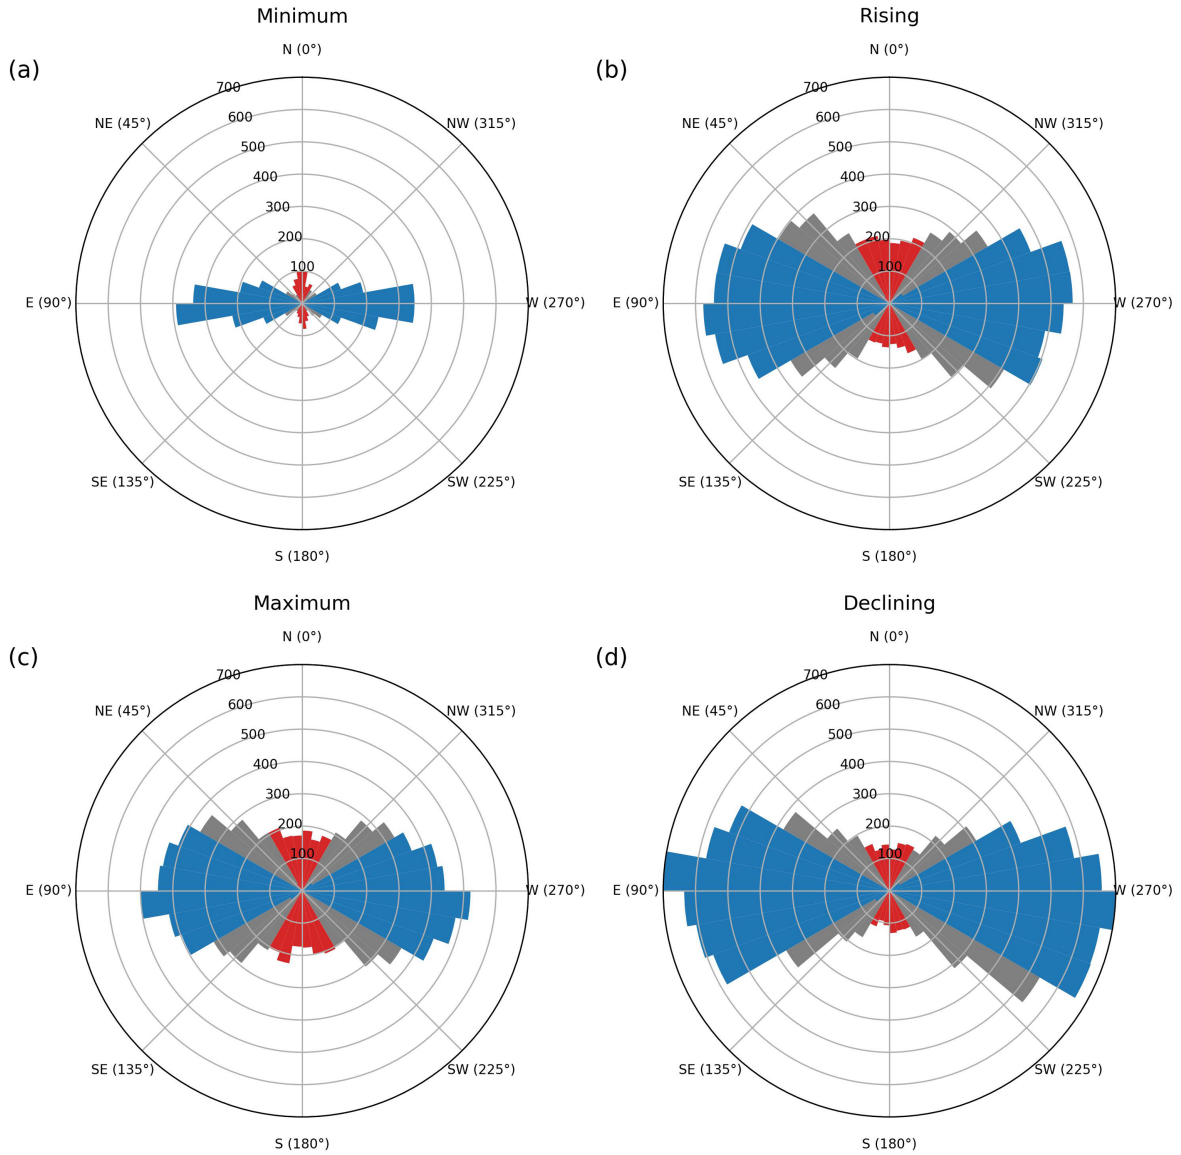 Minimum
Rising
N (0°)
N (0°)
(a)
(b)
700
700
600
600
NE (45°)
NW (315°)
NE (45°)
NW (315°)
500
500
400
400
300
300
200
200
100
100
E (90°)
W (270°)
E (90°)
W (270°)
SE (135°)
SW (225°)
SE (135°)
SW (225°)
S (180°)
S (180°)
Maximum
Declining
N (0°)
N (0°)
(c)
(d)
700
700
600
600
NE (45°)
NW (315°)
NE (45°)
NW (315°)
500
500
400
400
300
300
200
200
100
100
E (90°)
W (270°)
E (90°)
W (270°)
SE (135°)
SW (225°)
SE (135°)
SW (225°)
S (180°)
S (180°)